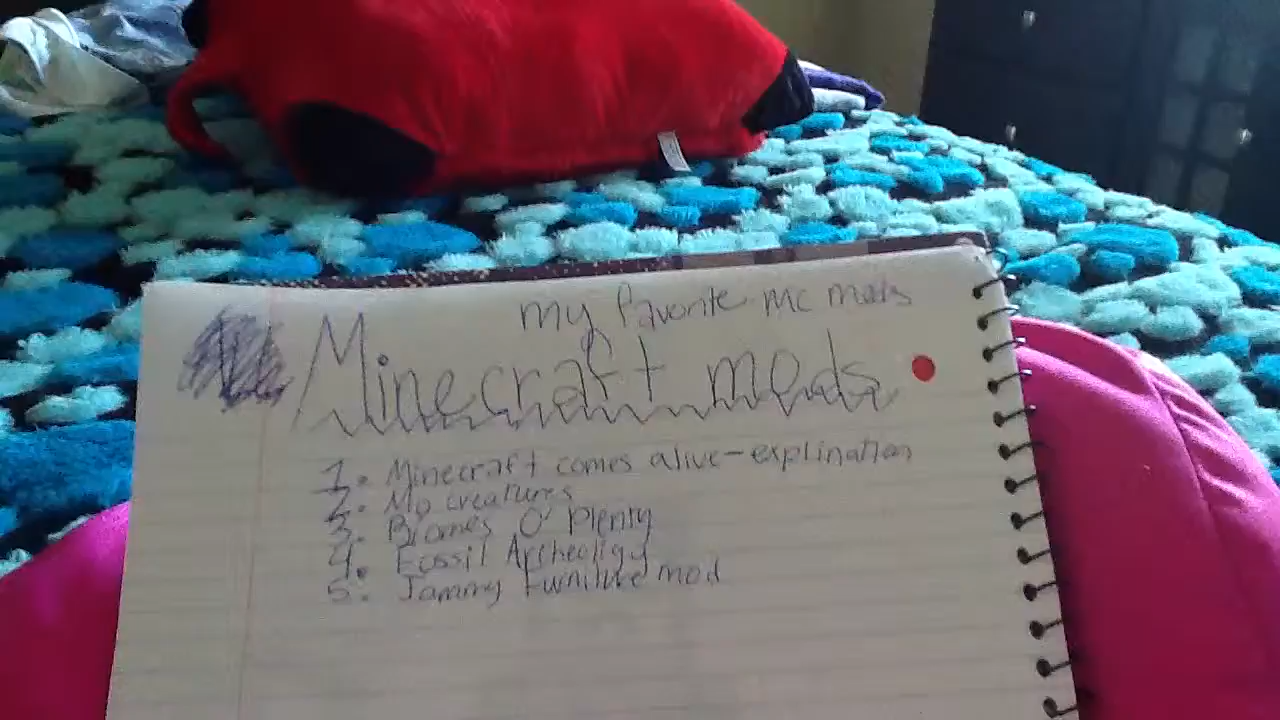 my favorite mc mods
Minecraft mods
1. Minecraft comes alive-explination
2. Mo creatures
3. Biomes O' Plenty
4. Fossil Archeoligy
5. Jammy Furniture mod